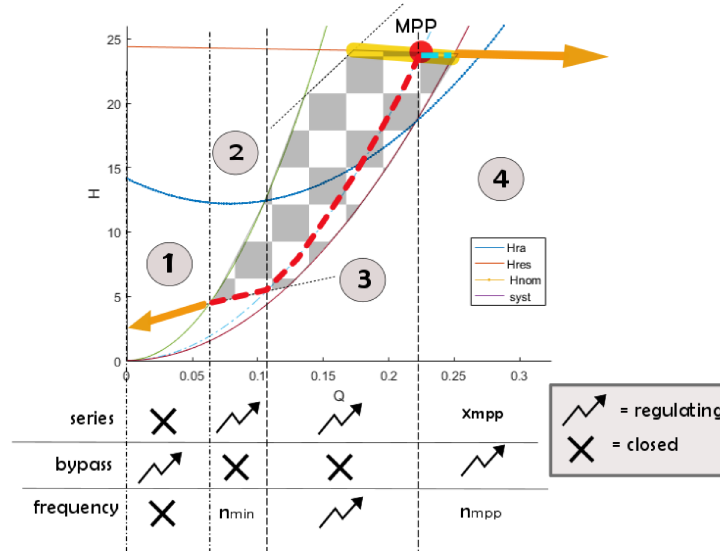 MPP
25
20
15
10
5
0
H
1
2
3
4
Hra
Hres
Hnom
syst
0 0.05 0.1 0.15 0.2 0.25 0.3
Q
series xmpp
bypass
frequency nmin nmpp
= regulating
= closed